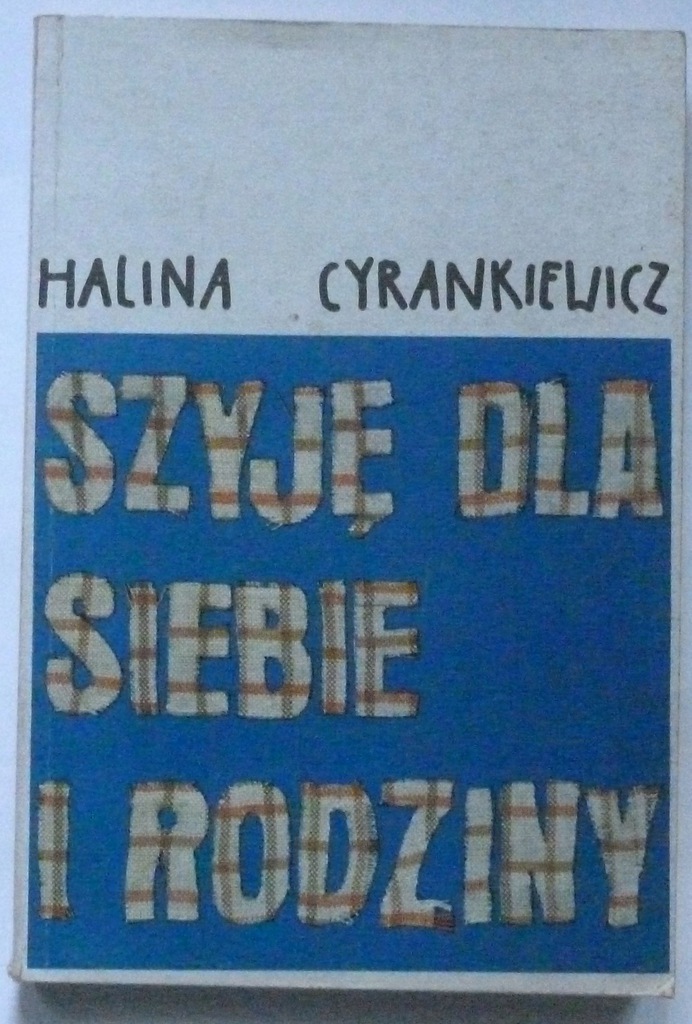 HALINA CYRANKIEWICZ
SZYJĘ DLA
SIEBIE
I RODZINY